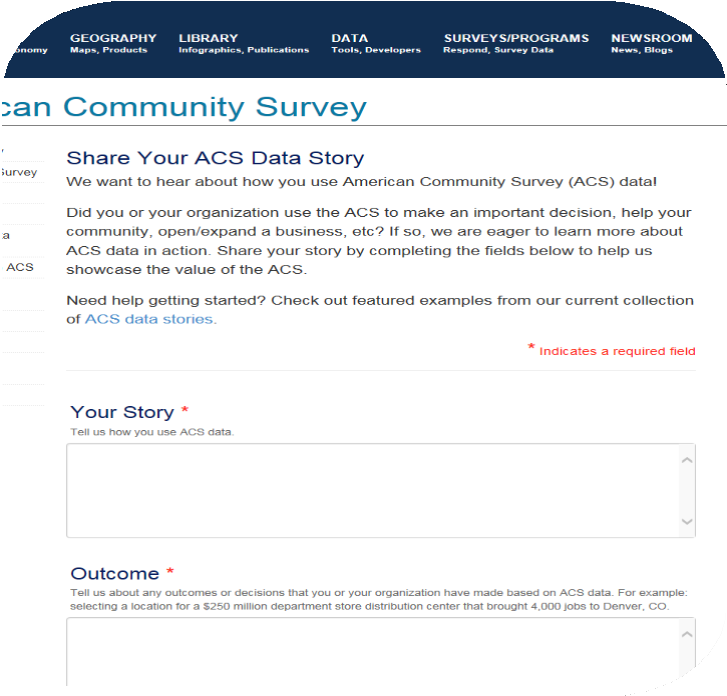 GEOGRAPHY LIBRARY DATA SURVEYS/PROGRAMS NEWSROOM
onomy Maps, Products Infographics, Publications Tools, Developers Respond, Survey Data News, Blogs
can Community Survey
Share Your ACS Data Story
Survey
We want to hear about how you use American Community Survey (ACS) data!
Did you or your organization use the ACS to make an important decision, help your
community, open/expand a business, etc? If so, we are eager to learn more about
a
ACS data in action. Share your story by completing the fields below to help us
ACS
showcase the value of the ACS.
Need help getting started? Check out featured examples from our current collection
of ACS data stories.
* Indicates a required field
Your Story *
Tell us how you use ACS data.
Outcome *
Tell us about any outcomes or decisions that you or your organization have made based on ACS data. For example:
selecting a location for a $250 million department store distribution center that brought 4,000 jobs to Denver, CO.